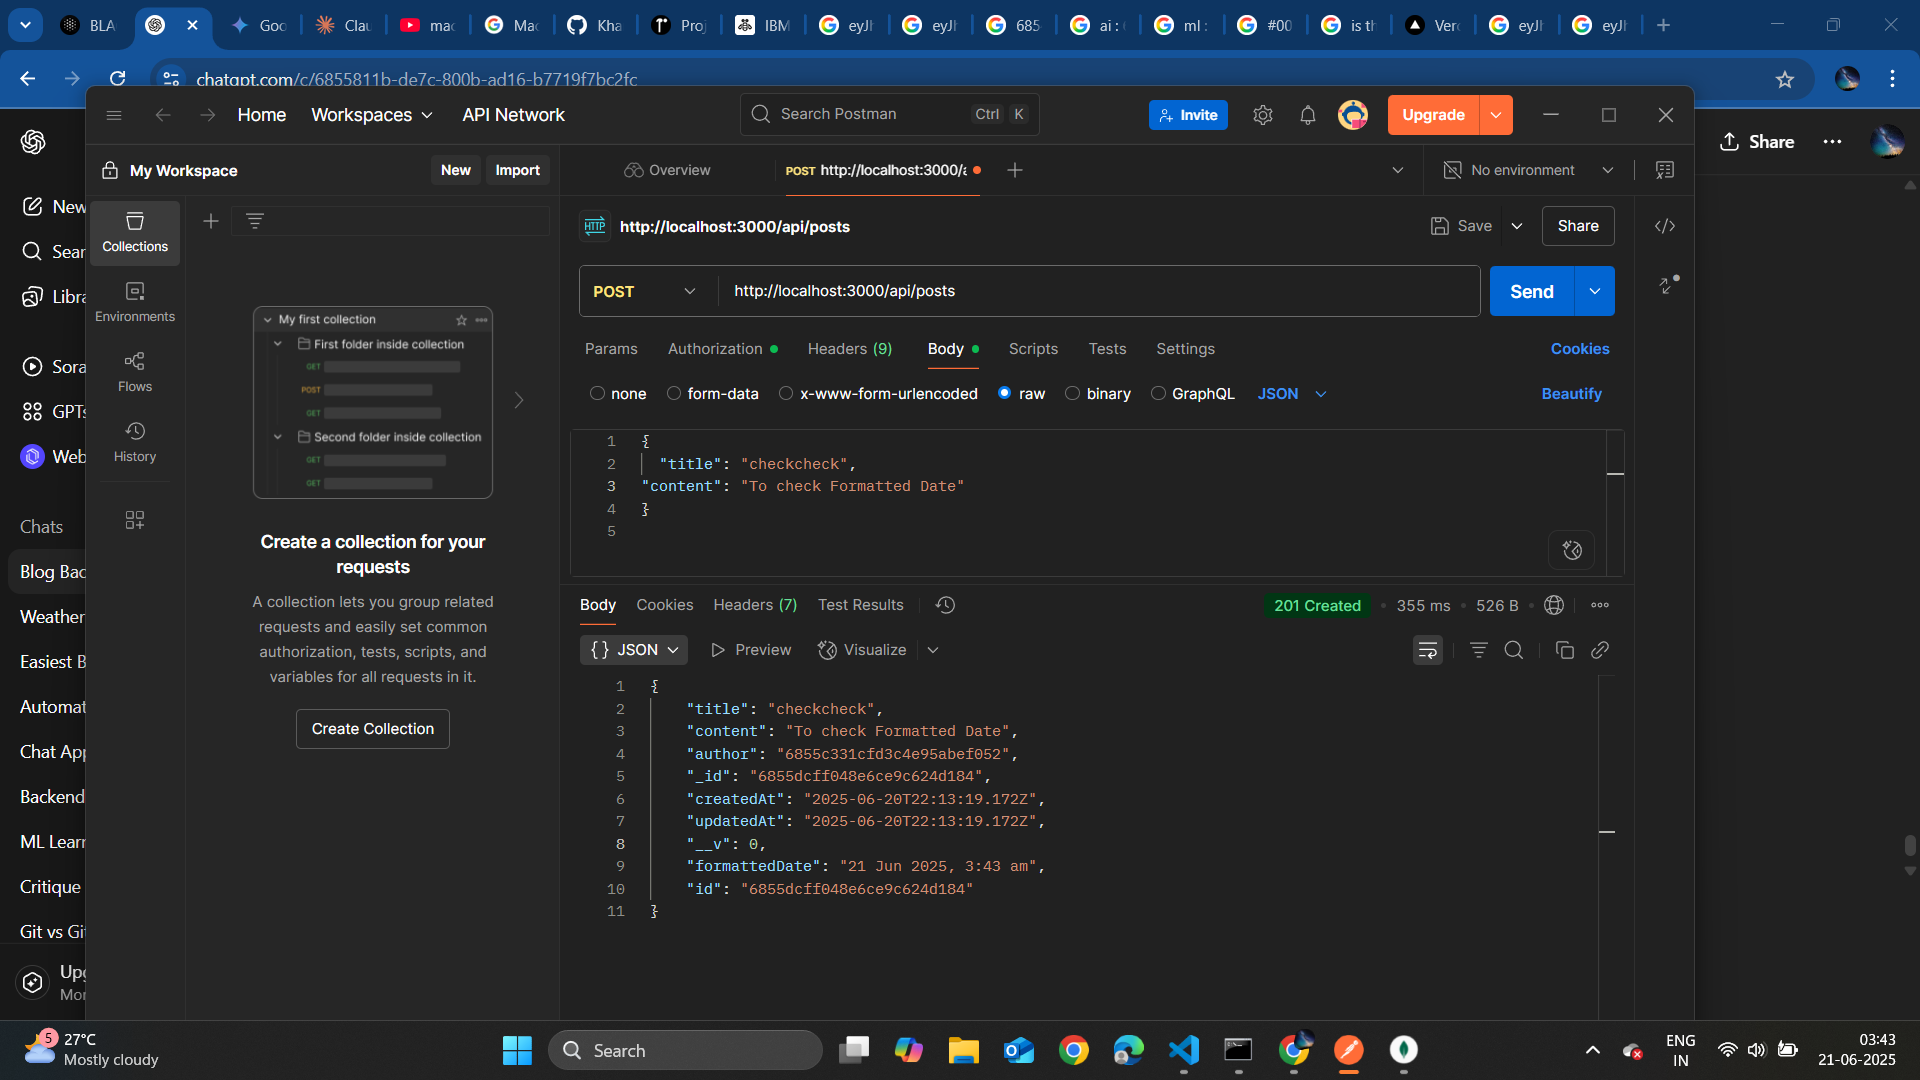 BLA
Goo
Clau
mac
Mac
Kha
Proj
IBM
eyJh
eyJh
685
ai :
ml :
#00
is th
Verc
eyJh
eyJh
chatgpt.com/c/6855811b-de7c-800b-ad16-b7719f7bc2fc
Home
Workspaces
API Network
Search Postman
Ctrl
K
Invite
Upgrade
Share
My Workspace
New
Import
Overview
POST http://localhost:3000/a
No environment
New
Sear
Libra
Sora
GPTs
Web
Chats
Blog Bac
Weather
Easiest B
Automat
Chat App
Backend
ML Learn
Critique
Git vs Git
Upg
Mor
Collections
Environments
Flows
History
My first collection
First folder inside collection
GET
POST
GET
Second folder inside collection
GET
GET
Create a collection for your
requests
A collection lets you group related
requests and easily set common
authorization, tests, scripts, and
variables for all requests in it.
Create Collection
HTTP
http://localhost:3000/api/posts
Save
Share
POST
http://localhost:3000/api/posts
Send
Params
Authorization
Headers (9)
Body
Scripts
Tests
Settings
Cookies
none
form-data
x-www-form-urlencoded
raw
binary
GraphQL
JSON
Beautify
1 {
2 "title": "checkcheck",
3 "content": "To check Formatted Date"
4 }
5
Body
Cookies
Headers (7)
Test Results
201 Created
355 ms
526 B
{} JSON
Preview
Visualize
1 {
2 "title": "checkcheck",
3 "content": "To check Formatted Date",
4 "author": "6855c331cfd3c4e95abef052",
5 "_id": "6855dcff048e6ce9c624d184",
6 "createdAt": "2025-06-20T22:13:19.172Z",
7 "updatedAt": "2025-06-20T22:13:19.172Z",
8 "__v": 0,
9 "formattedDate": "21 Jun 2025, 3:43 am",
10 "id": "6855dcff048e6ce9c624d184"
11 }
5
27°C
Mostly cloudy
Search
ENG
IN
03:43
21-06-2025